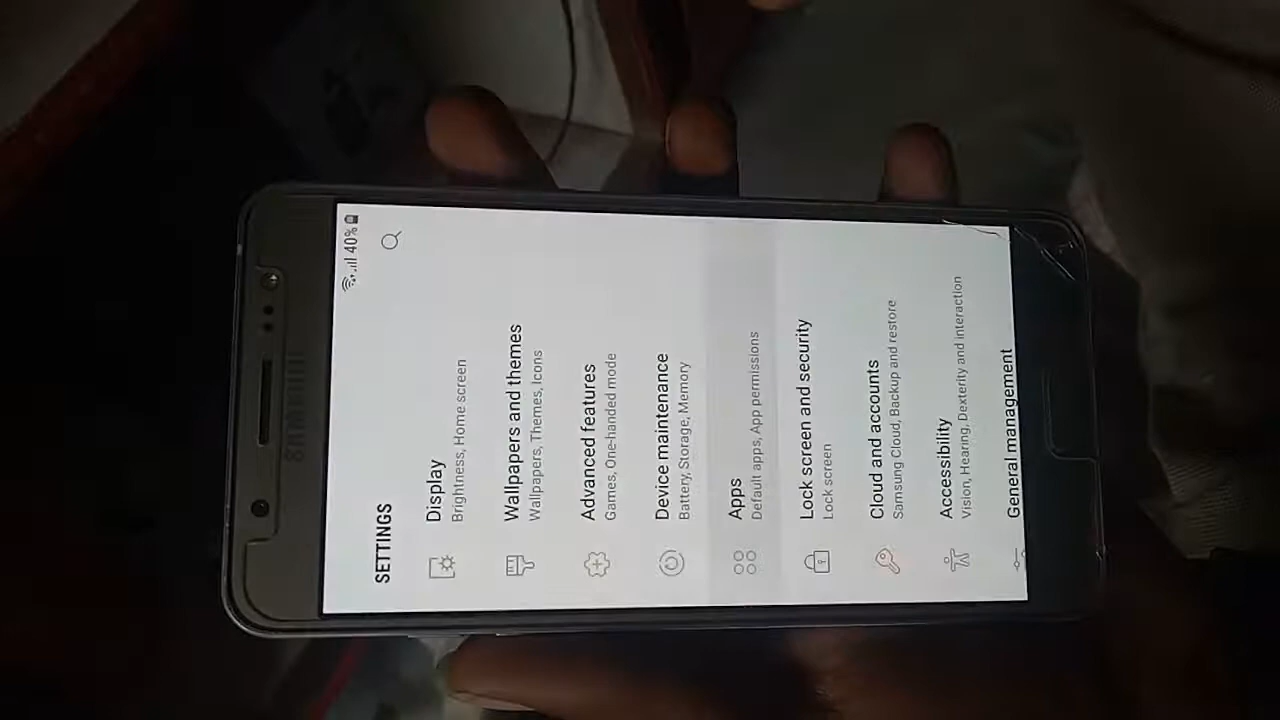 SAMSUNG
40%
SETTINGS
Display
Brightness, Home screen
Wallpapers and themes
Wallpapers, Themes, Icons
Advanced features
Games, One-handed mode
Device maintenance
Battery, Storage, Memory
Apps
Default apps, App permissions
Lock screen and security
Lock screen
Cloud and accounts
Samsung Cloud, Backup and restore
Accessibility
Vision, Hearing, Dexterity and interaction
General management